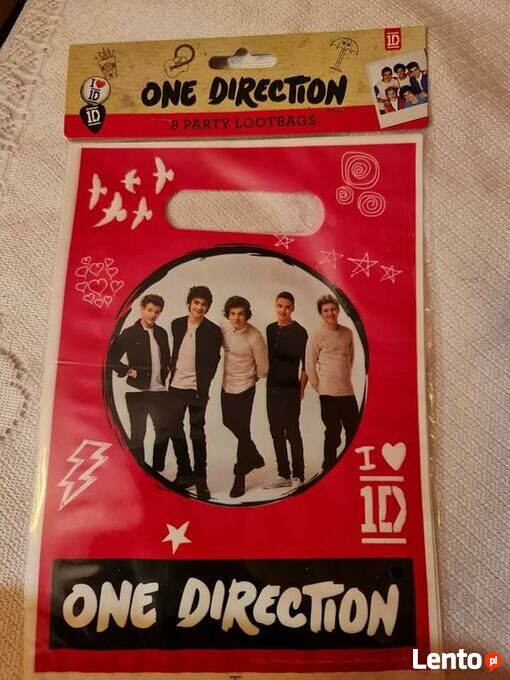 1D
I ♥
1D
1D
ONE DIRECTION
8 PARTY LOOTBAGS
I ♥
1D
ONE DIRECTION
Lento.pl